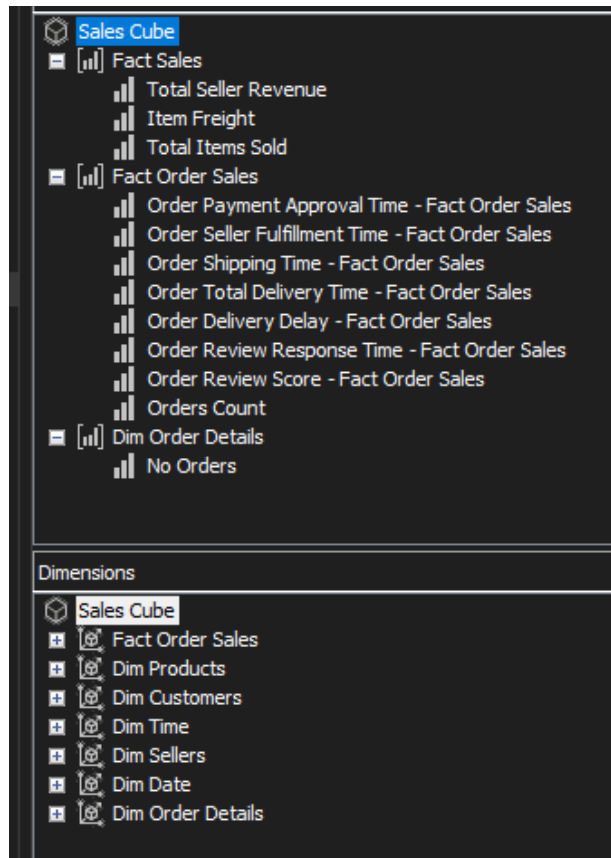 Sales Cube
Fact Sales
Total Seller Revenue
Item Freight
Total Items Sold
Fact Order Sales
Order Payment Approval Time - Fact Order Sales
Order Seller Fulfillment Time - Fact Order Sales
Order Shipping Time - Fact Order Sales
Order Total Delivery Time - Fact Order Sales
Order Delivery Delay - Fact Order Sales
Order Review Response Time - Fact Order Sales
Order Review Score - Fact Order Sales
Orders Count
Dim Order Details
No Orders
Dimensions
Sales Cube
Fact Order Sales
Dim Products
Dim Customers
Dim Time
Dim Sellers
Dim Date
Dim Order Details